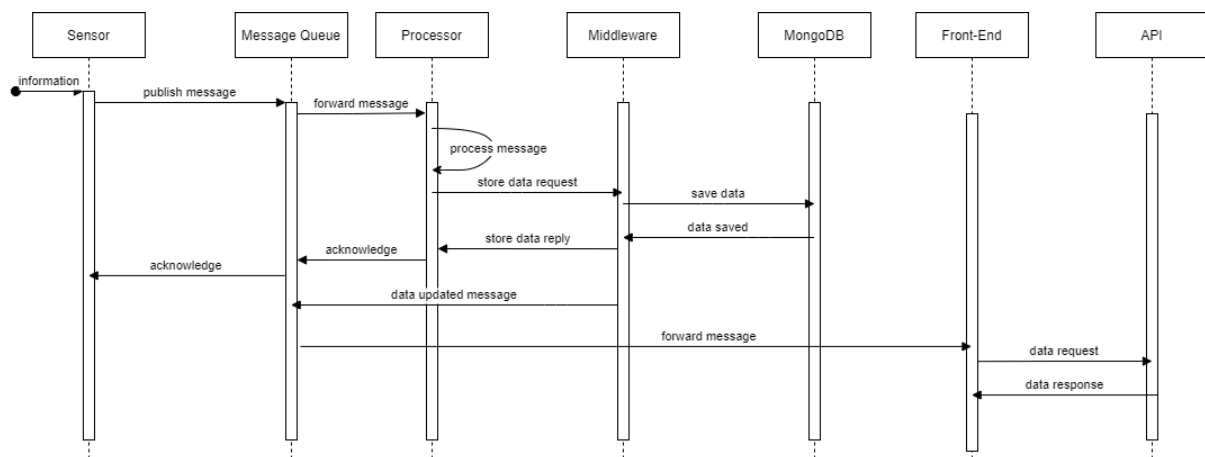 Sensor
Message Queue
Processor
Middleware
MongoDB
Front-End
API
information
publish message
forward message
process message
store data request
save data
data saved
store data reply
acknowledge
acknowledge
data updated message
forward message
data request
data response